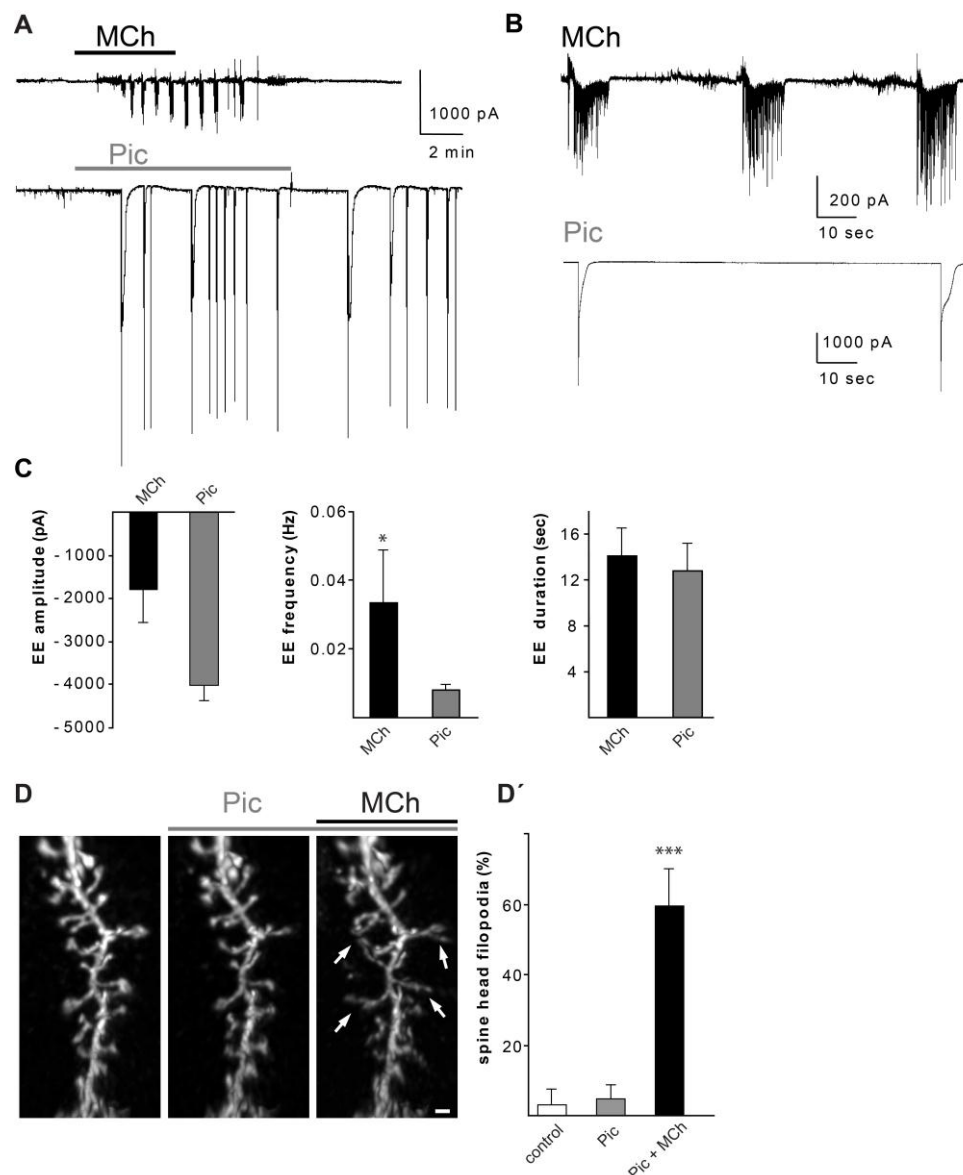 A
MCh
1000 pA
2 min
Pic
B
MCh
200 pA
10 sec
Pic
1000 pA
10 sec
C
MCh
Pic
EE amplitude (pA)
- 1000
- 2000
- 3000
- 4000
- 5000
EE frequency (Hz)
0.06
0.04
0.02
*
MCh
Pic
EE duration (sec)
16
12
8
4
MCh
Pic
D
Pic
MCh
D´
spine head filopodia (%)
60
40
20
***
control
Pic
Pic + MCh